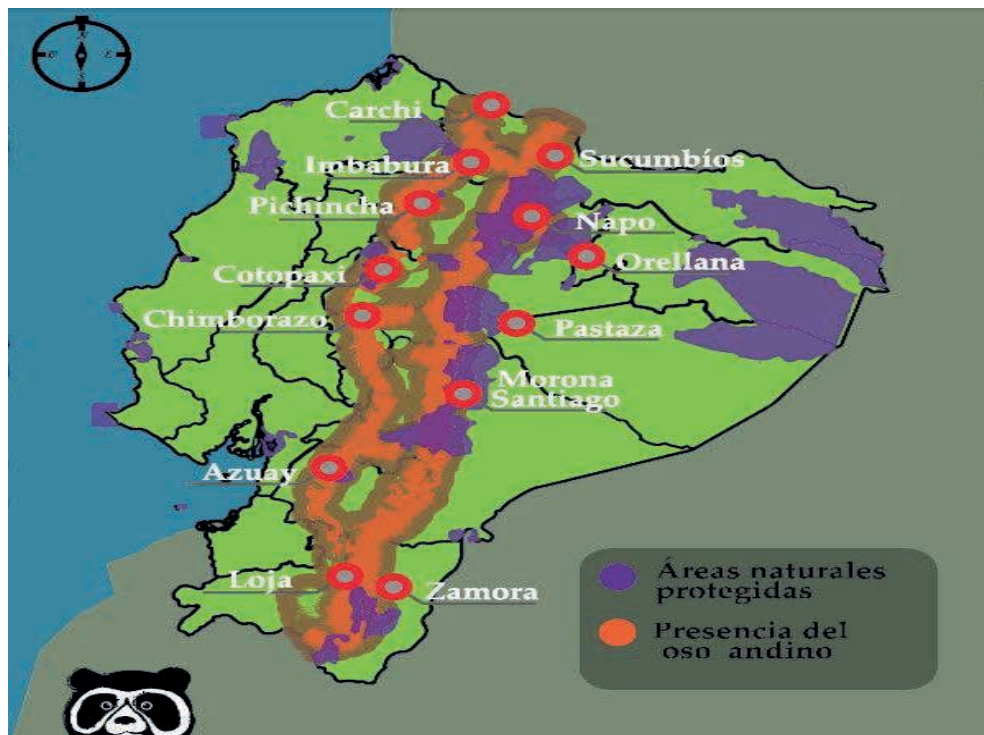 N
O E
S
Carchi
Imbabura
Sucumbíos
Pichincha
Napo
Cotopaxi
Orellana
Chimborazo
Pastaza
Morona
Santiago
Azuay
Loja
Zamora
Áreas naturales
protegidas
Presencia del
oso andino